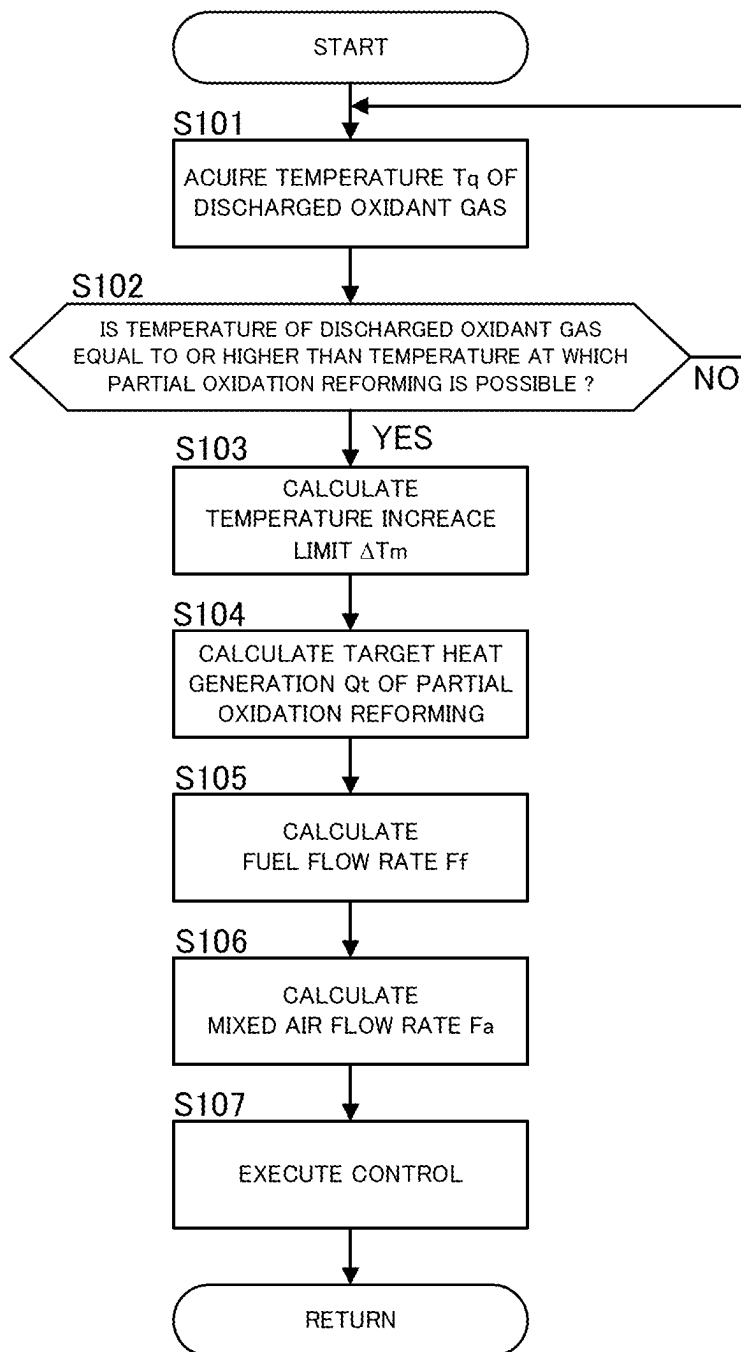 START
S101
ACUIRE TEMPERATURE Tq OF
DISCHARGED OXIDANT GAS
S102
IS TEMPERATURE OF DISCHARGED OXIDANT GAS
EQUAL TO OR HIGHER THAN TEMPERATURE AT WHICH
PARTIAL OXIDATION REFORMING IS POSSIBLE ?
NO
YES
S103
CALCULATE
TEMPERATURE INCREACE
LIMIT ΔTm
S104
CALCULATE TARGET HEAT
GENERATION Qt OF PARTIAL
OXIDATION REFORMING
S105
CALCULATE
FUEL FLOW RATE Ff
S106
CALCULATE
MIXED AIR FLOW RATE Fa
S107
EXECUTE CONTROL
RETURN